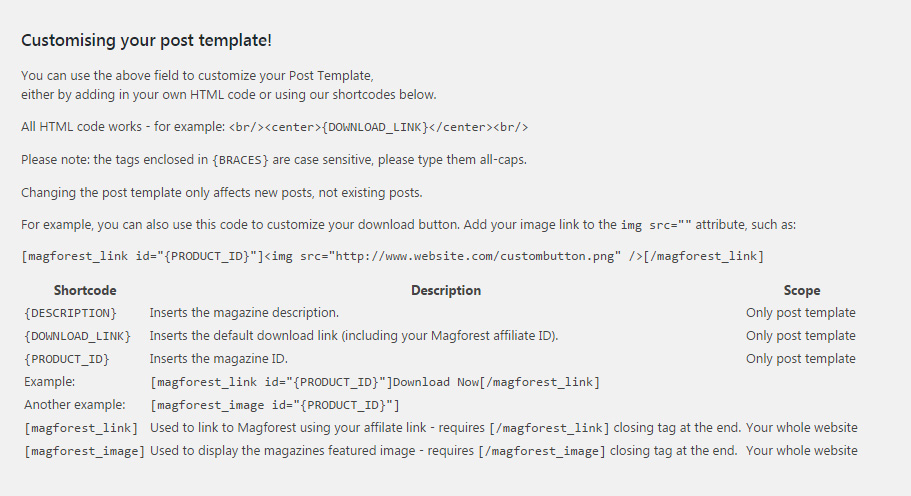 Customising your post template!
You can use the above field to customize your Post Template,
either by adding in your own HTML code or using our shortcodes below.
All HTML code works - for example: <br/><center>{DOWNLOAD_LINK}</center><br/>
Please note: the tags enclosed in {BRACES} are case sensitive, please type them all-caps.
Changing the post template only affects new posts, not existing posts.
For example, you can also use this code to customize your download button. Add your image link to the img src="" attribute, such as:
[magforest_link id="{PRODUCT_ID}"]<img src="http://www.website.com/custombutton.png" />[/magforest_link]
Shortcode Description Scope
{DESCRIPTION} Inserts the magazine description. Only post template
{DOWNLOAD_LINK} Inserts the default download link (including your Magforest affiliate ID). Only post template
{PRODUCT_ID} Inserts the magazine ID. Only post template
Example: [magforest_link id="{PRODUCT_ID}"]Download Now[/magforest_link]
Another example: [magforest_image id="{PRODUCT_ID}"]
[magforest_link] Used to link to Magforest using your affilate link - requires [/magforest_link] closing tag at the end. Your whole website
[magforest_image] Used to display the magazines featured image - requires [/magforest_image] closing tag at the end. Your whole website